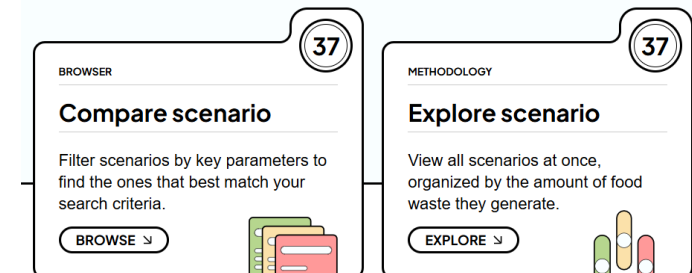 37
BROWSER
Compare scenario
Filter scenarios by key parameters to
find the ones that best match your
search criteria.
BROWSE
37
METHODOLOGY
Explore scenario
View all scenarios at once,
organized by the amount of food
waste they generate.
EXPLORE